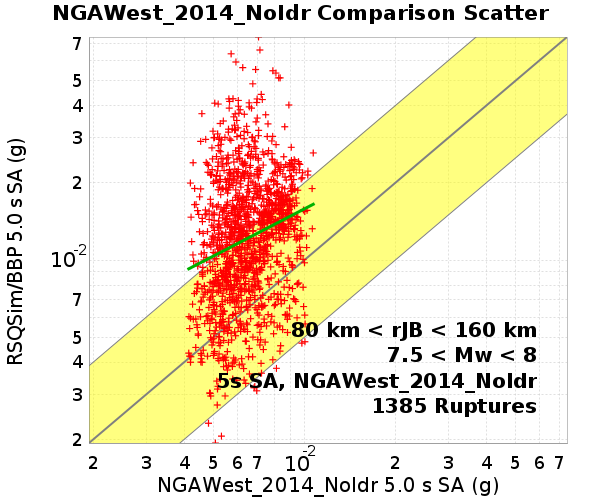 NGAWest_2014_NoIdr Comparison Scatter
RSQSim/BBP 5.0 s SA (g)
7
5
4
3
2
10-2
7
5
4
3
2
80 km < rJB < 160 km
7.5 < Mw < 8
5s SA, NGAWest_2014_NoIdr
1385 Ruptures
2 3 4 5 6 7 10-2 2 3 4 5 6 7
NGAWest_2014_NoIdr 5.0 s SA (g)